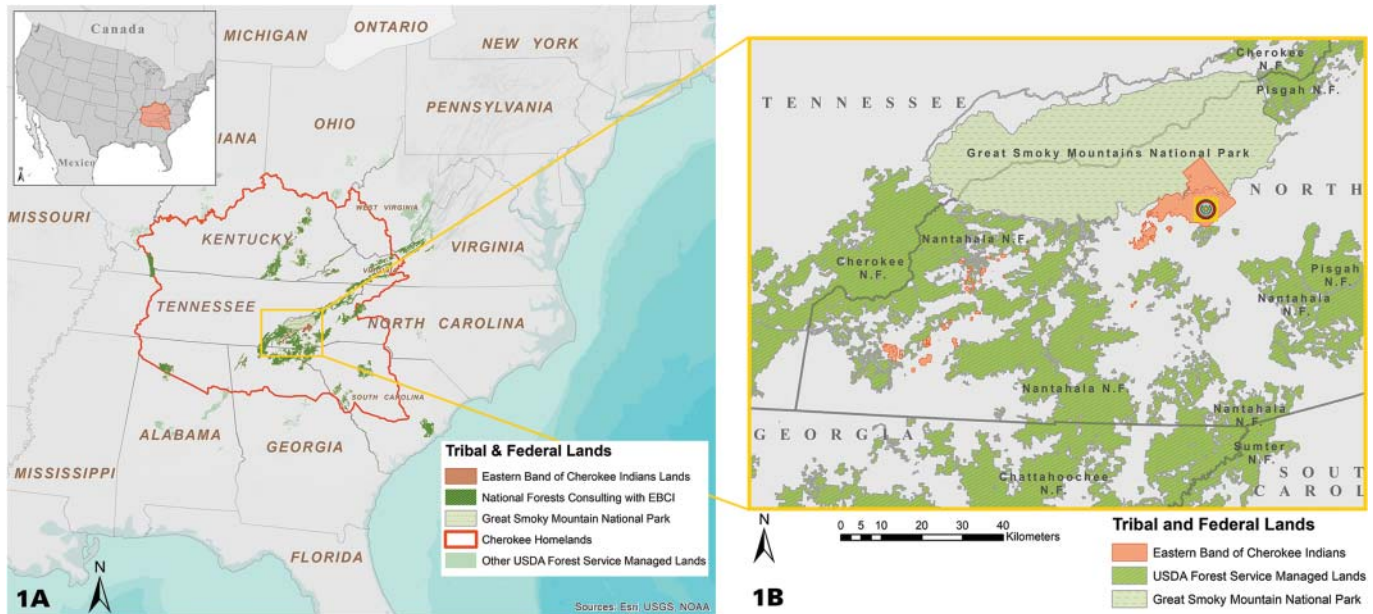 Canada
Mexico
N
ONTARIO
MICHIGAN
NEW YORK
PENNSYLVANIA
OHIO
IANA
MISSOURI
WEST VIRGINIA
KENTUCKY
VIRGINIA
VIRGINIA
TENNESSEE
NORTH CAROLINA
SOUTH CAROLINA
ALABAMA
GEORGIA
MISSISSIPPI
FLORIDA
Tribal & Federal Lands
Eastern Band of Cherokee Indians Lands
National Forests Consulting with EBCI
Great Smoky Mountain National Park
Cherokee Homelands
Other USDA Forest Service Managed Lands
N
1A
Sources: Esri, USGS, NOAA
Cherokee
N.F.
Pisgah N.F.
TENNESSEE
Great Smoky Mountains National Park
NORTH
Nantahala N.F.
Cherokee
N.F.
Pisgah
N.F.
Nantahala
N.F.
Nantahala N.F.
Nantahala
N.F.
GEORGIA
Sumter
N.F.
Chattahoochee
N.F.
SOUT
CAROL
N
0 5 10 20 30 40
Kilometers
Tribal and Federal Lands
Eastern Band of Cherokee Indians
USDA Forest Service Managed Lands
Great Smoky Mountains National Park
1B